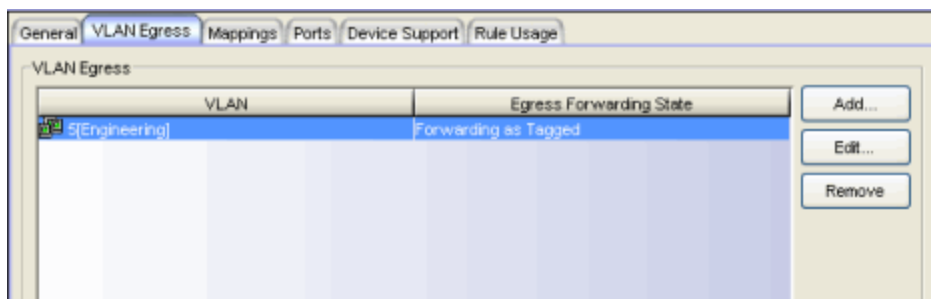 General VLAN Egress Mappings Ports Device Support Rule Usage
VLAN Egress
VLAN Egress Forwarding State Add...
5[Engineering] Forwarding as Tagged
Edit...
Remove